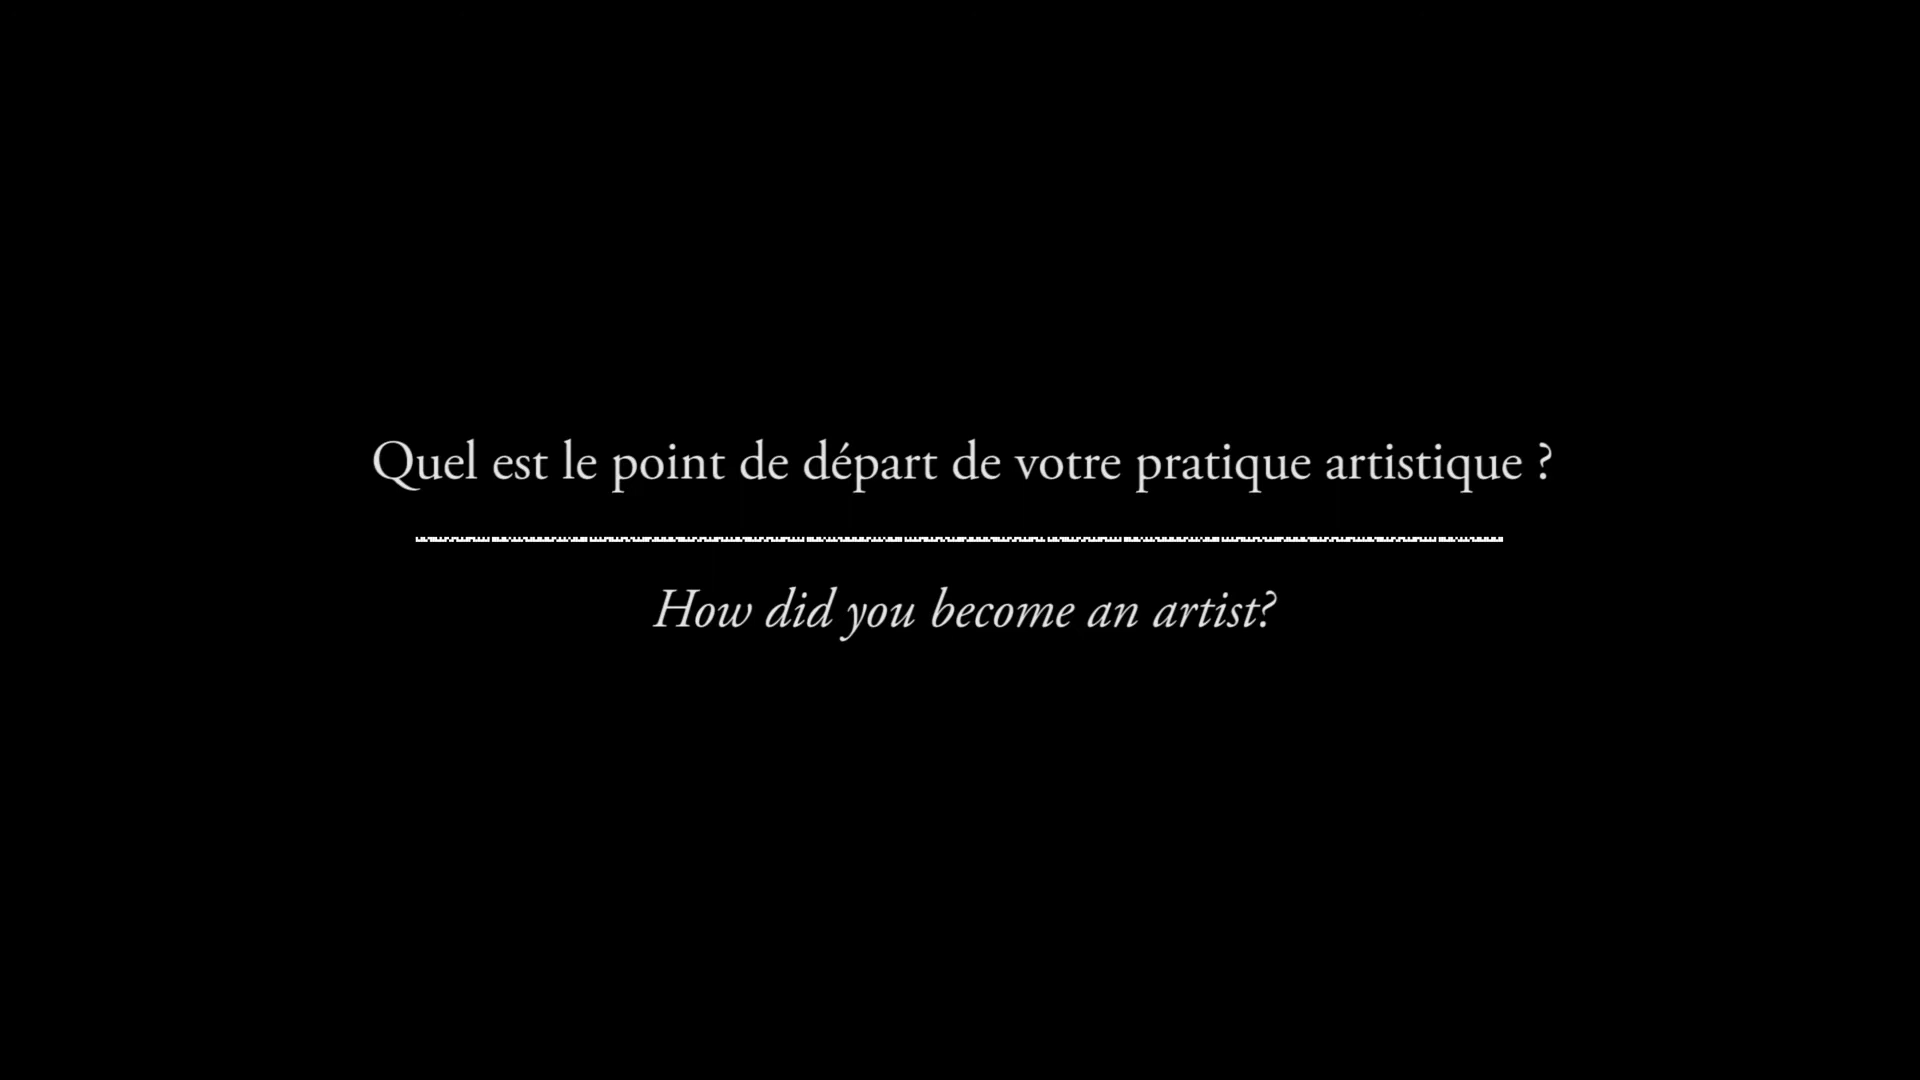 Quel est le point de départ de votre pratique artistique ?
How did you become an artist?